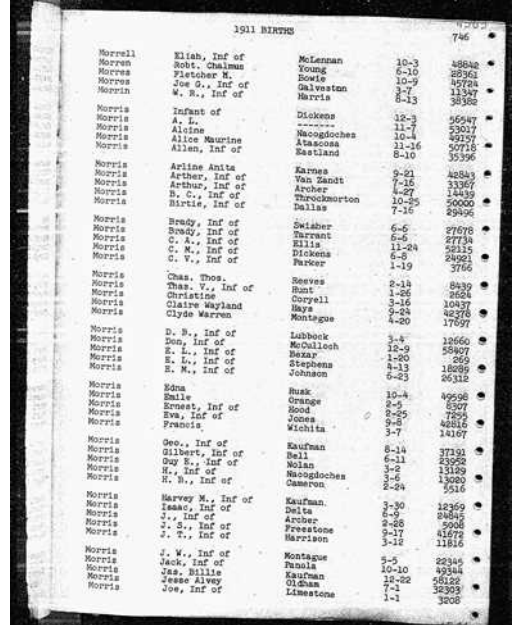 1911 BIRTHS
746
Morrell Eliah, Inf of McLennan 10-3 48842
Morren Robt. Chalmus Young 6-10 28361
Morres Fletcher M. Bowie 10-9 45724
Morres Joe G., Inf of Galveston 3-7 11347
Morrin W. R., Inf of Harris 8-13 38382
Morris Infant of Dickens 12-3 56547
Morris A. L. ------- 11-7 53017
Morris Alcine Nacogdoches 10-4 49157
Morris Alice Maurine Atascosa 11-16 50718
Morris Allen, Inf of Eastland 8-10 35396
Morris Arline Anita Karnes 9-21 42843
Morris Arther, Inf of Van Zandt 7-16 33367
Morris Arthur, Inf of Archer 4-27 14439
Morris B. C., Inf of Throckmorton 10-25 50000
Morris Birtie, Inf of Dallas 7-16 29496
Morris Brady, Inf of Swisher 6-6 27678
Morris Brady, Inf of Tarrant 6-6 27734
Morris C. A., Inf of Ellis 11-24 52115
Morris C. M., Inf of Dickens 6-8 24921
Morris C. V., Inf of Parker 1-19 3766
Morris Chas. Thos. Reeves 2-14 8439
Morris Thas. V., Inf of Hunt 1-26 2624
Morris Christine Coryell 3-16 10437
Morris Claire Wayland Hays 9-24 42378
Morris Clyde Warren Montague 4-20 17697
Morris D. B., Inf of Lubbock 3-4 12660
Morris Don, Inf of McCulloch 12-9 58407
Morris E. L., Inf of Bexar 1-20 269
Morris E. L., Inf of Stephens 4-13 18289
Morris E. M., Inf of Johnson 6-23 26312
Morris Edna Rusk 10-4 49598
Morris Emile Orange 2-5 8307
Morris Ernest, Inf of Hood 2-25 7255
Morris Eva, Inf of Jones 9-8 42816
Morris Francis Wichita 3-7 14167
Morris Geo., Inf of Kaufman 8-14 37191
Morris Gilbert, Inf of Bell 6-11 23952
Morris Guy E., Inf of Nolan 3-2 13129
Morris H., Inf of Nacogdoches 3-6 13020
Morris H. B., Inf of Cameron 2-24 5516
Morris Harvey M., Inf of Kaufman 3-30 12369
Morris Isaac, Inf of Delta 6-9 24845
Morris J., Inf of Archer 2-28 5008
Morris J. S., Inf of Freestone 9-17 41672
Morris J. T., Inf of Harrison 3-12 11816
Morris J. W., Inf of Montague 5-5 22345
Morris Jack, Inf of Panola 10-10 49344
Morris Jas. Billie Kaufman 12-22 58122
Morris Jesse Alvey Oldham 7-1 32303
Morris Joe, Inf of Limestone 1-1 3208